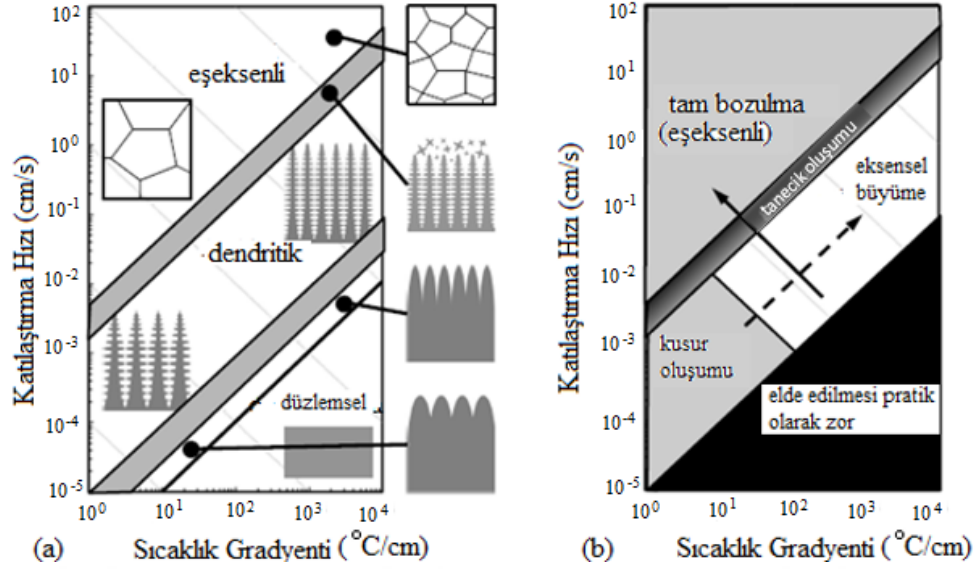 Katılaştırma Hızı (cm/s)
10²
10¹
10⁰
10⁻¹
10⁻²
10⁻³
10⁻⁴
10⁻⁵
eşeksenli
dendritik
düzlemsel
10⁰ 10¹ 10² 10³ 10⁴
(a) Sıcaklık Gradyenti (°C/cm)
Katılaştırma Hızı (cm/s)
10²
10¹
10⁰
10⁻¹
10⁻²
10⁻³
10⁻⁴
10⁻⁵
tam bozulma
(eşeksenli)
tanecik oluşumu
eksensel
büyüme
kusur
oluşumu
elde edilmesi pratik
olarak zor
10⁰ 10¹ 10² 10³ 10⁴
(b) Sıcaklık Gradyenti (°C/cm)